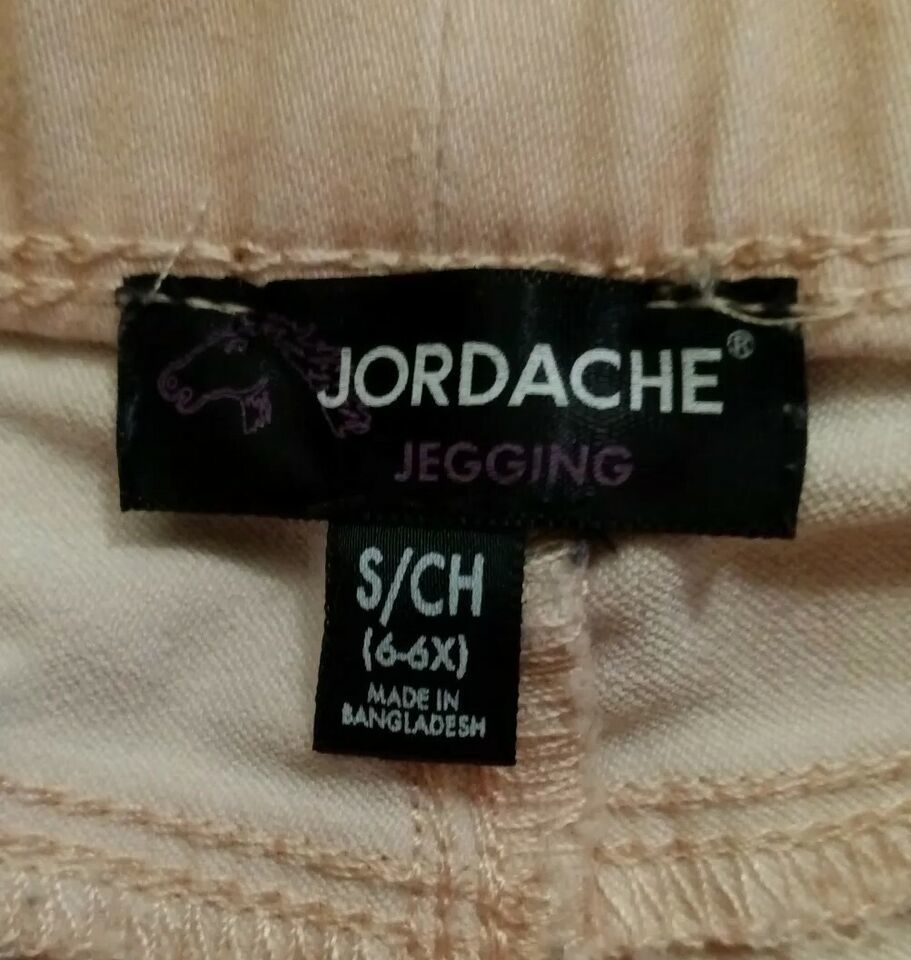 JORDACHE®
JEGGING
S/CH
(6-6X)
MADE IN
BANGLADESH